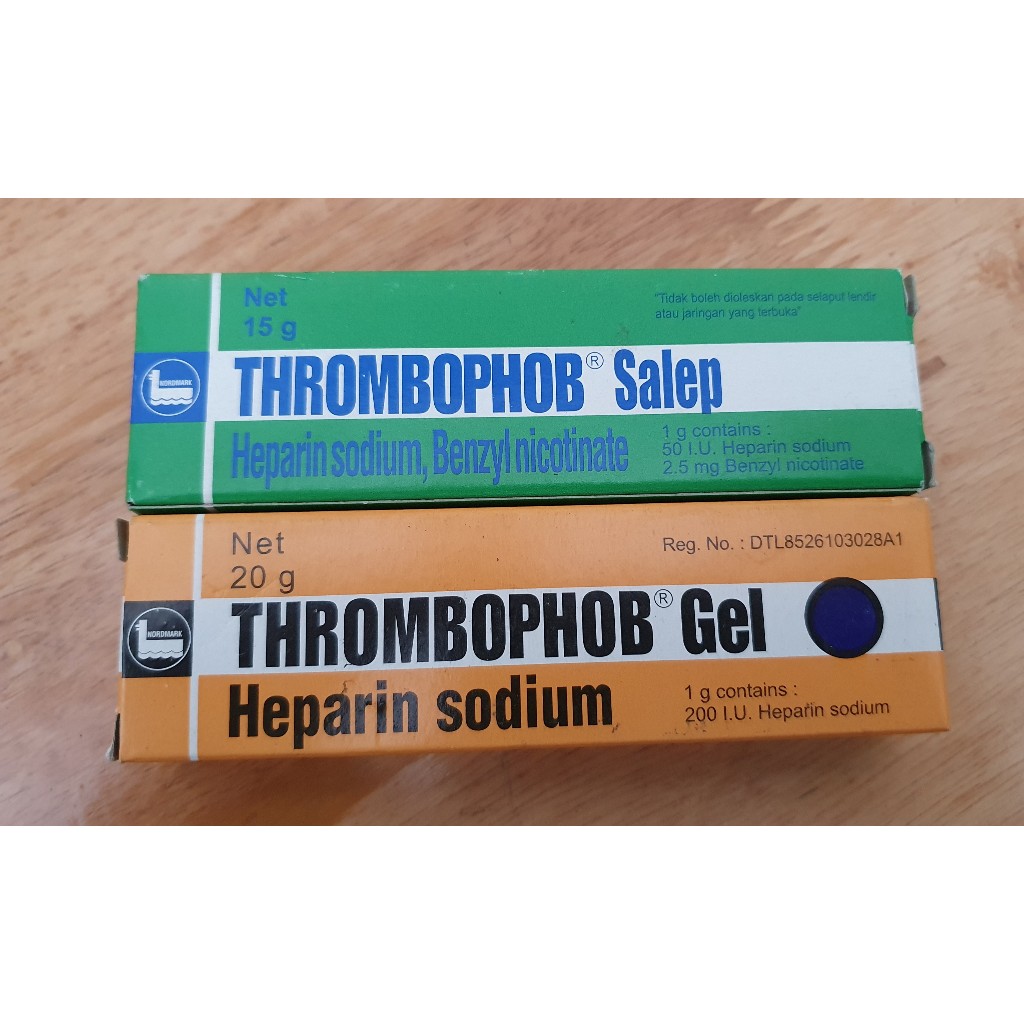 Net
15 g
"Tidak boleh dioleskan pada selaput lendir
atau jaringan yang terbuka"
NORDMARK
THROMBOPHOB® Salep
Heparin sodium, Benzyl nicotinate
1 g contains :
50 I.U. Heparin sodium
2.5 mg Benzyl nicotinate
Net
20 g
Reg. No. : DTL8526103028A1
NORDMARK
THROMBOPHOB® Gel
Heparin sodium
1 g contains :
200 I.U. Heparin sodium